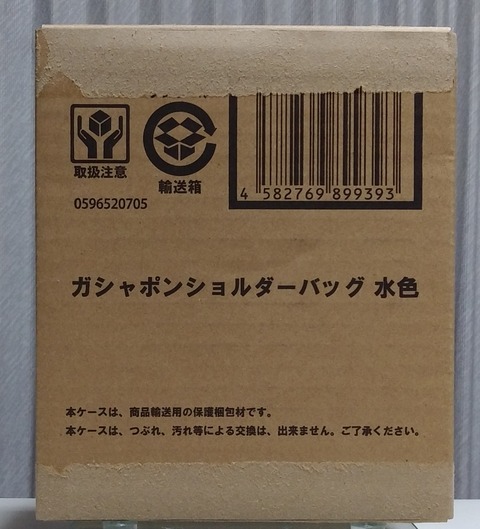 取扱注意
輸送箱
0596520705
4 582769 899393
ガシャポンショルダーバッグ 水色
本ケースは、商品輸送用の保護梱包材です。
本ケースは、つぶれ、汚れ等による交換は、出来ません。ご了承ください。